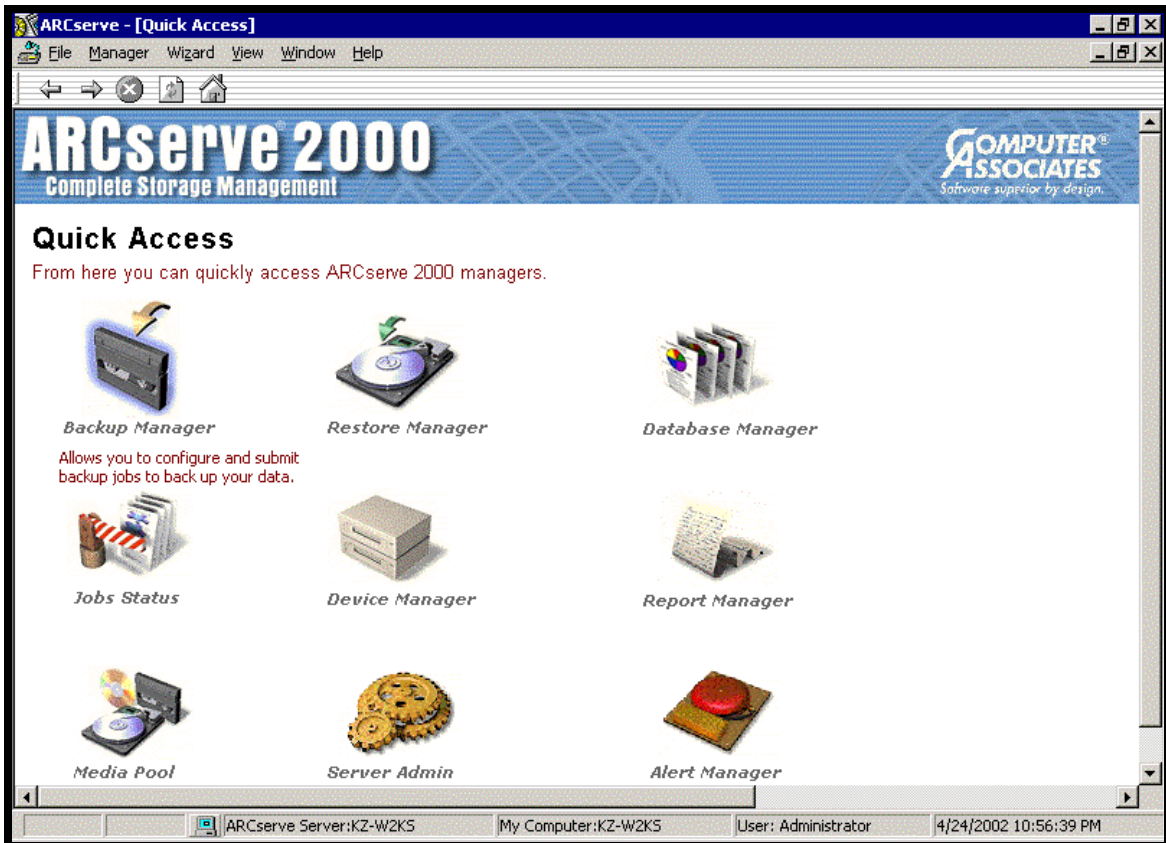 ARCserve - [Quick Access]
File Manager Wizard View Window Help
ARCserve 2000
Complete Storage Management
COMPUTER®
ASSOCIATES
Software superior by design.
Quick Access
From here you can quickly access ARCserve 2000 managers.
Backup Manager Restore Manager Database Manager
Allows you to configure and submit
backup jobs to back up your data.
Jobs Status Device Manager Report Manager
Media Pool Server Admin Alert Manager
ARCserve Server:KZ-W2KS My Computer:KZ-W2KS User: Administrator 4/24/2002 10:56:39 PM